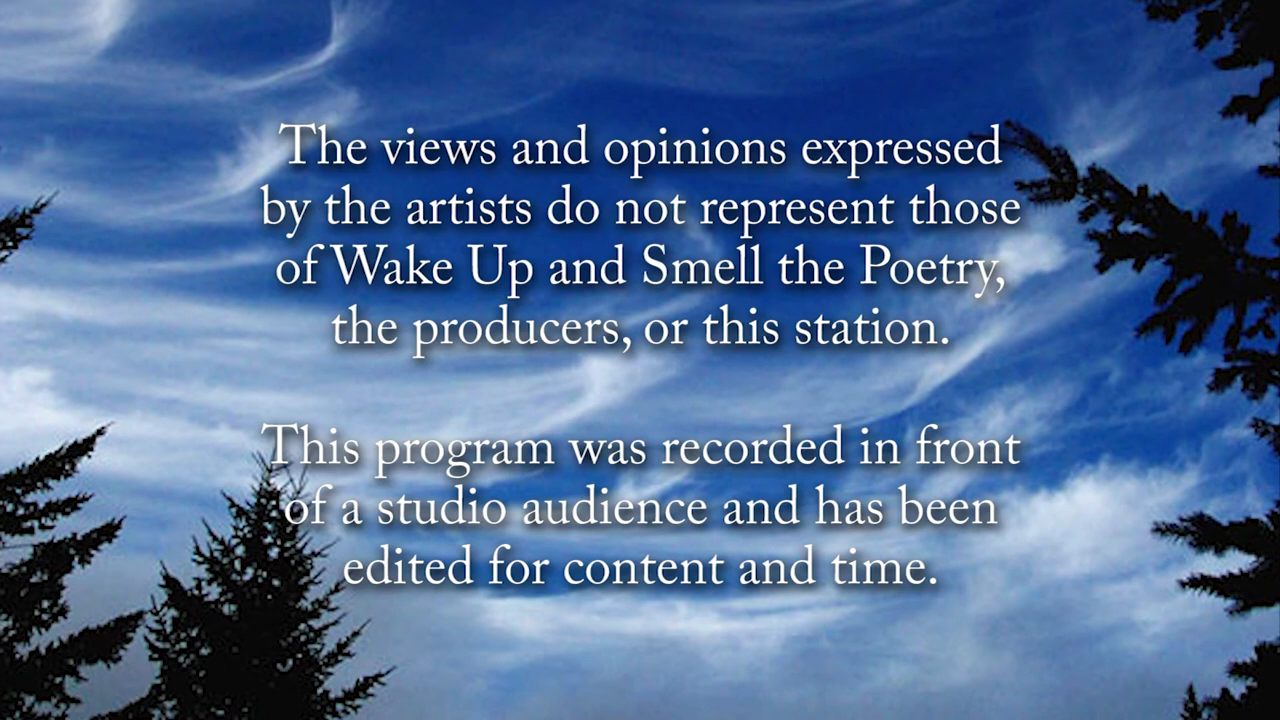 The views and opinions expressed
by the artists do not represent those
of Wake Up and Smell the Poetry,
the producers, or this station.
This program was recorded in front
of a studio audience and has been
edited for content and time.